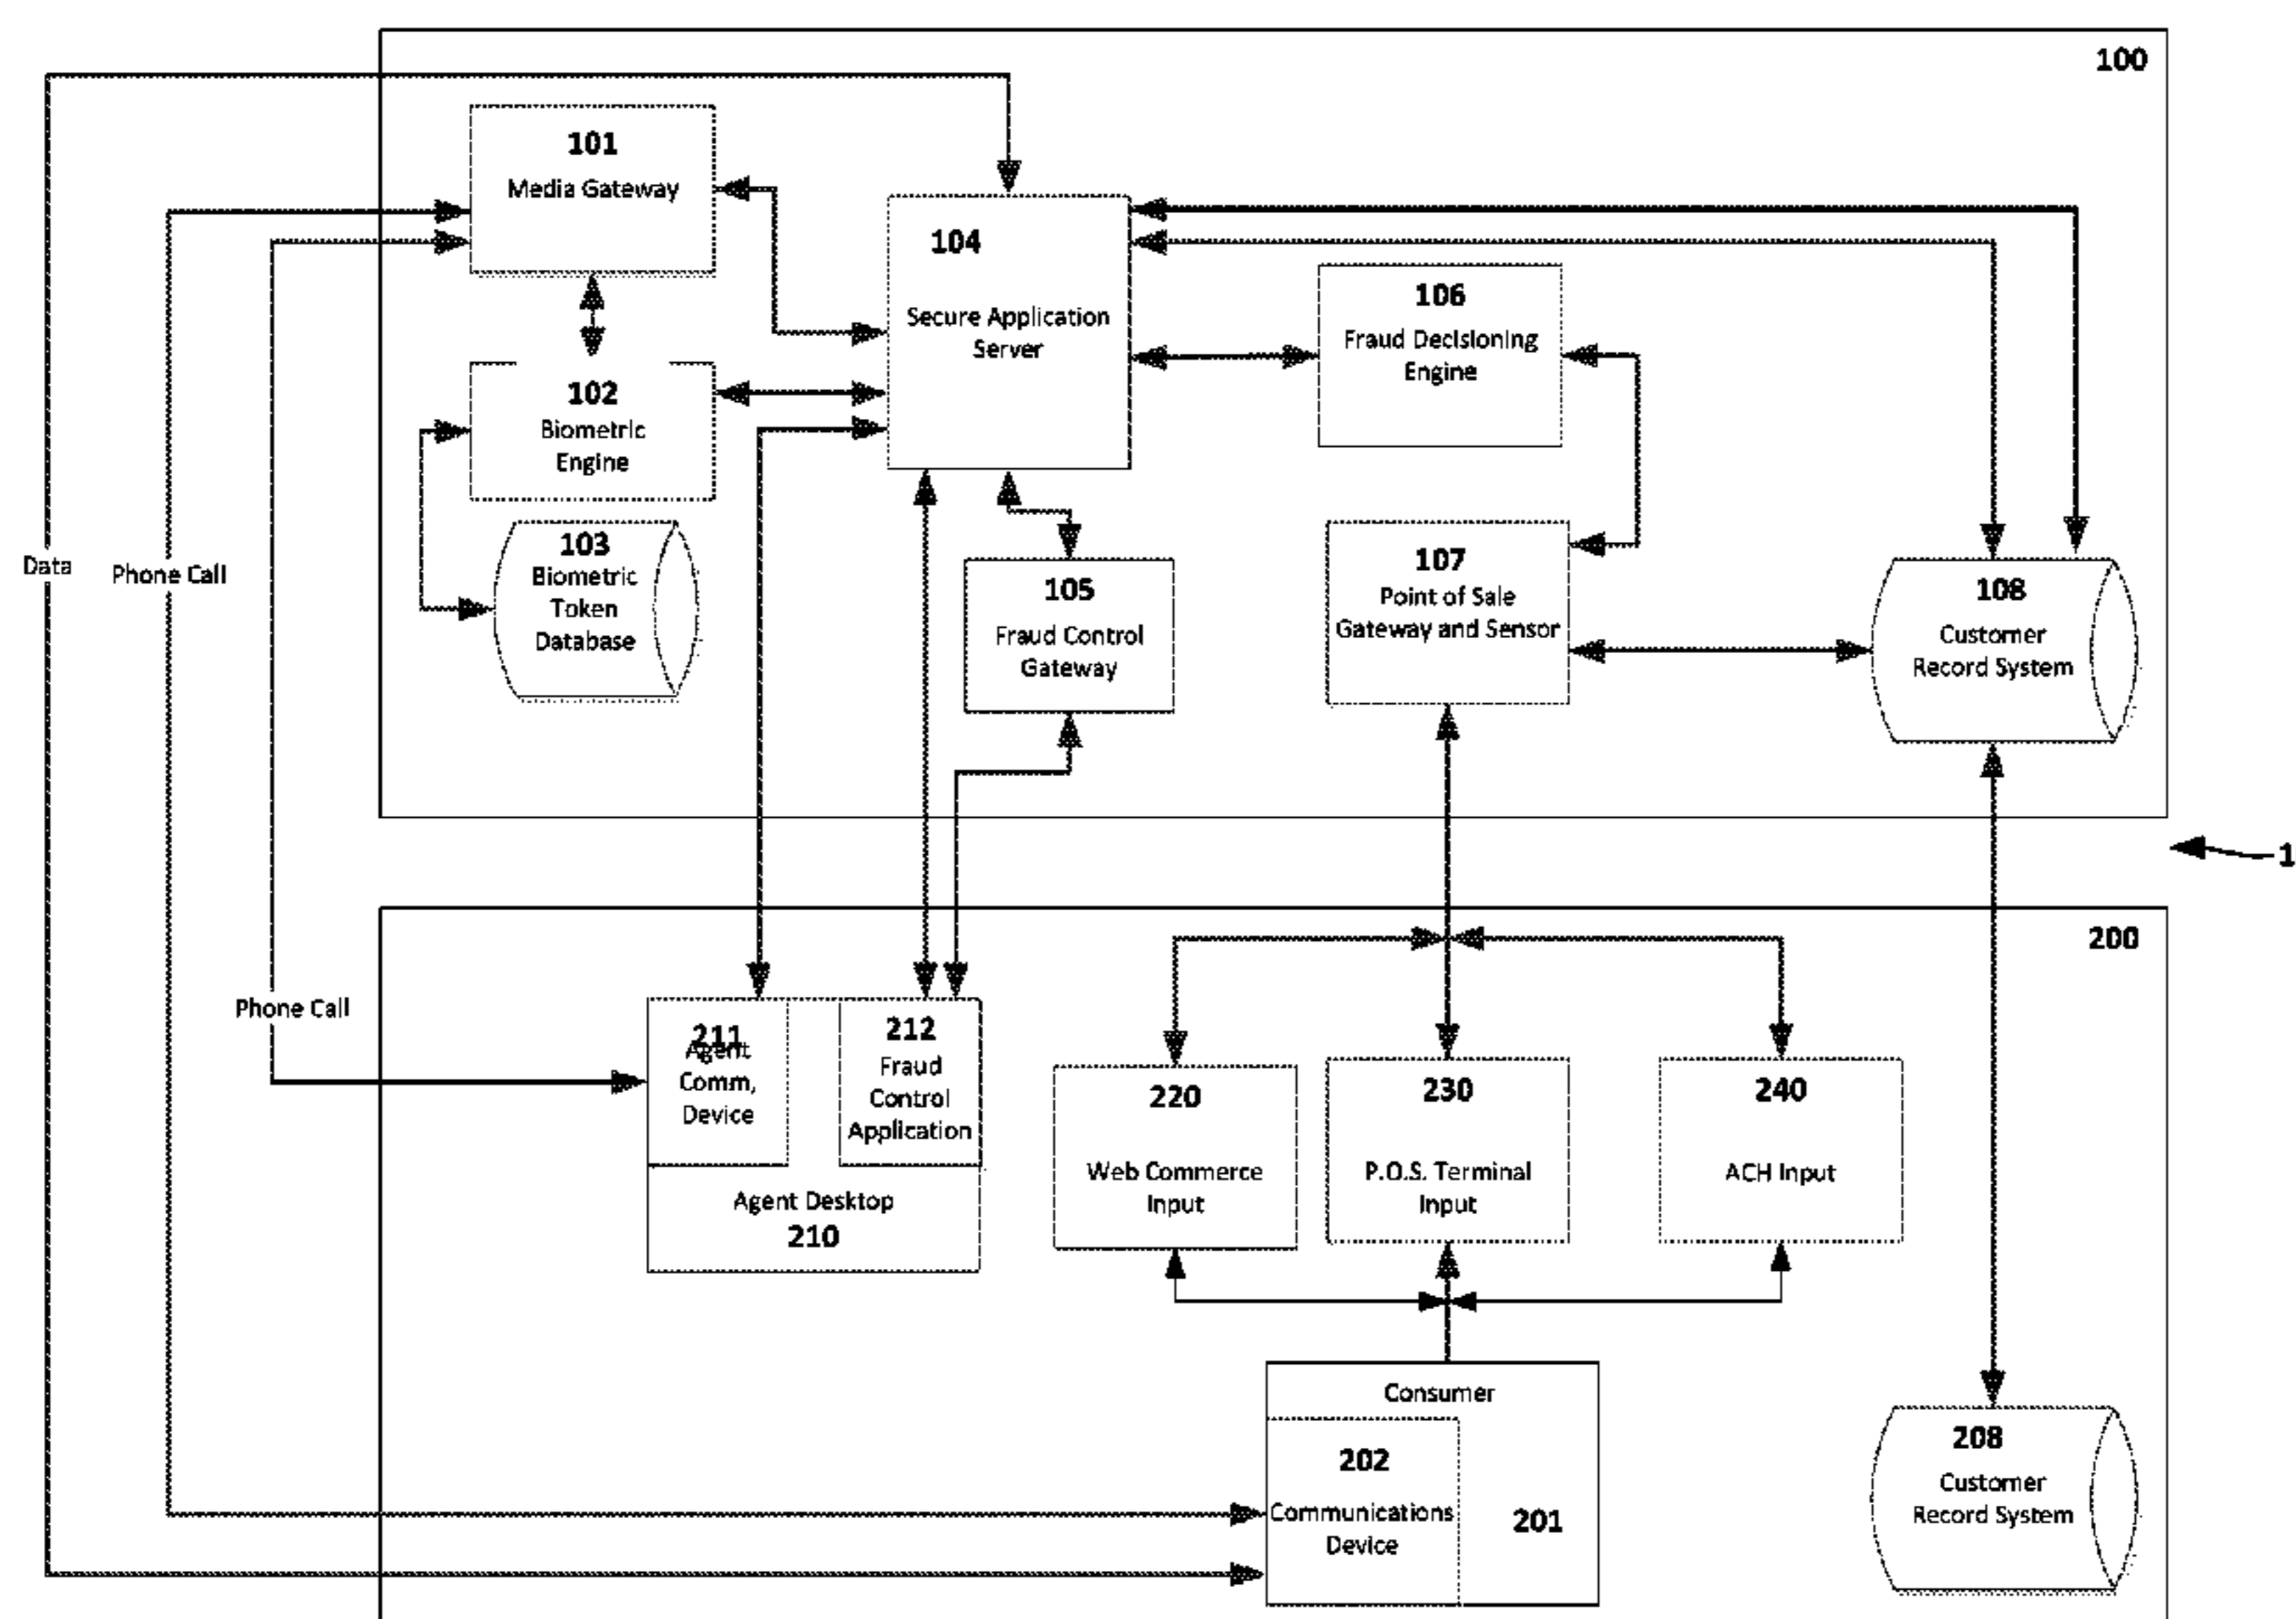 100
101
Media Gateway
104
Secure Application
Server
106
Fraud Decisioning
Engine
102
Biometric
Engine
103
Biometric
Token
Database
Data
Phone Call
105
Fraud Control
Gateway
107
Point of Sale
Gateway and Sensor
108
Customer
Record System
1
200
Phone Call
211
Agent
Comm,
Device
212
Fraud
Control
Application
Agent Desktop
210
220
Web Commerce
Input
230
P.O.S. Terminal
Input
240
ACH Input
Consumer
202
Communications
Device
201
208
Customer
Record System